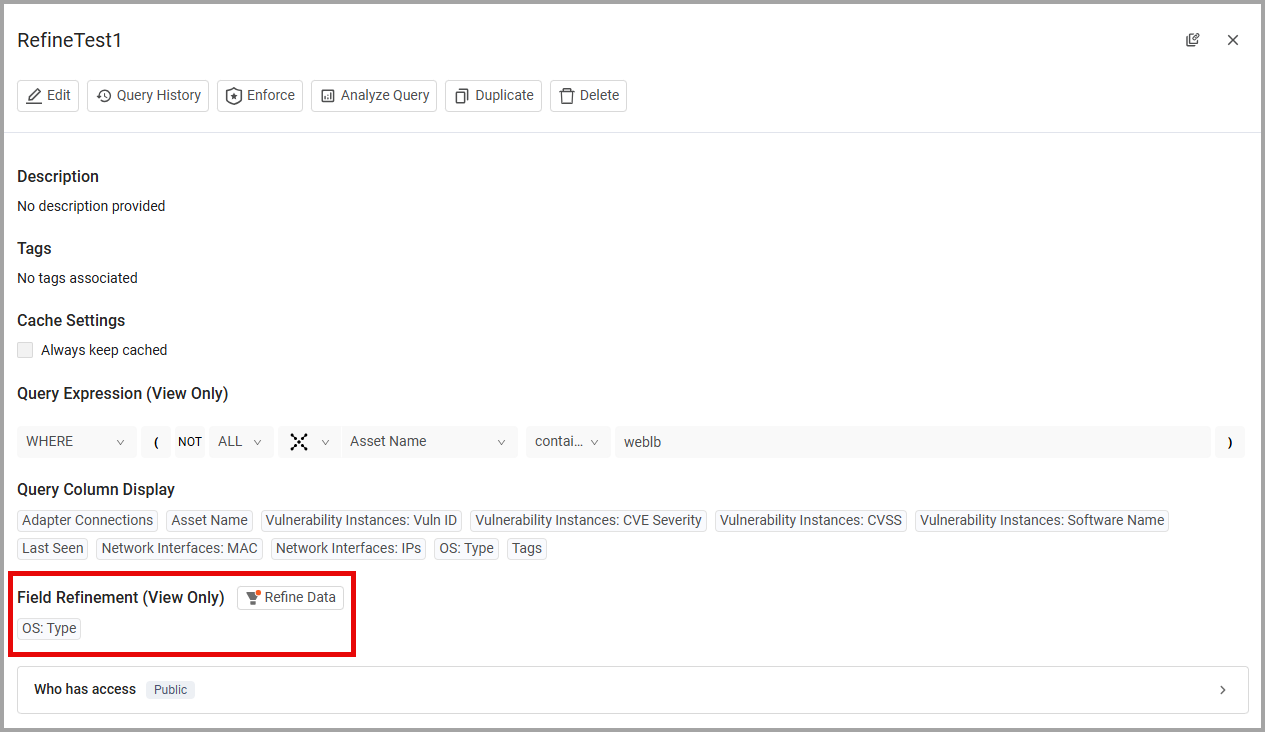 RefineTest1
Edit Query History Enforce Analyze Query Duplicate Delete
Description
No description provided
Tags
No tags associated
Cache Settings
Always keep cached
Query Expression (View Only)
WHERE ( NOT ALL Asset Name contai... weblb )
Query Column Display
Adapter Connections Asset Name Vulnerability Instances: Vuln ID Vulnerability Instances: CVE Severity Vulnerability Instances: CVSS Vulnerability Instances: Software Name
Last Seen Network Interfaces: MAC Network Interfaces: IPs OS: Type Tags
Field Refinement (View Only) Refine Data
OS: Type
Who has access Public